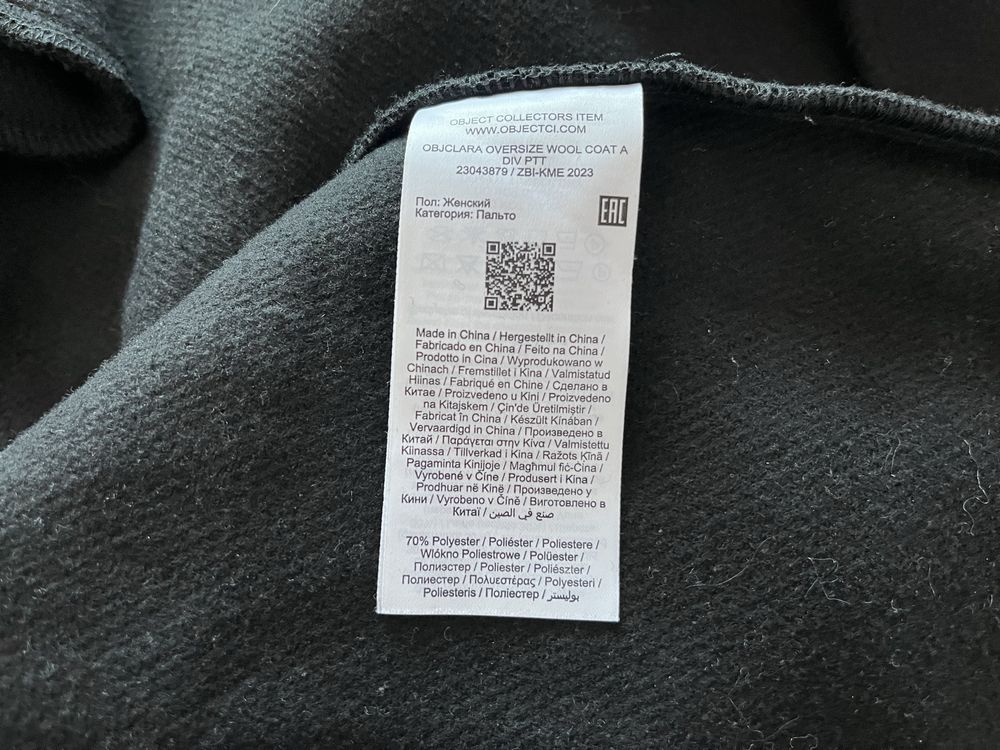 OBJECT COLLECTORS ITEM
WWW.OBJECTCI.COM
OBJCLARA OVERSIZE WOOL COAT A
DIV PTT
23043879 / ZBI-KME 2023
Пол: Женский
Категория: Пальто
EAC
Made in China / Hergestellt in China /
Fabricado en China / Feito na China /
Prodotto in Cina / Wyprodukowano w
Chinach / Fremstillet i Kina / Valmistatud
Hiinas / Fabriqué en Chine / Сделано в
Китае / Proizvedeno u Kini / Proizvedeno
na Kitajskem / Çin'de Üretilmiştir /
Fabricat în China / Készült Kínában /
Vervaardigd in China / Произведено в
Китай / Παράγεται στην Κίνα / Valmistettu
Kiinassa / Tillverkad i Kina / Ražots Ķīnā /
Pagaminta Kinijoje / Magħmul fiċ-Ċina /
Vyrobené v Číne / Produsert i Kina /
Prodhuar në Kinë / Произведено у
Кини / Vyrobeno v Číně / Виготовлено в
Китаї / صنع في الصين
70% Polyester / Poliéster / Poliestere /
Włókno Poliestrowe / Polüester /
Полиэстер / Poliester / Poliészter /
Полиестер / Πολυεστέρας / Polyesteri /
Poliesteris / Поліестер / بوليستر